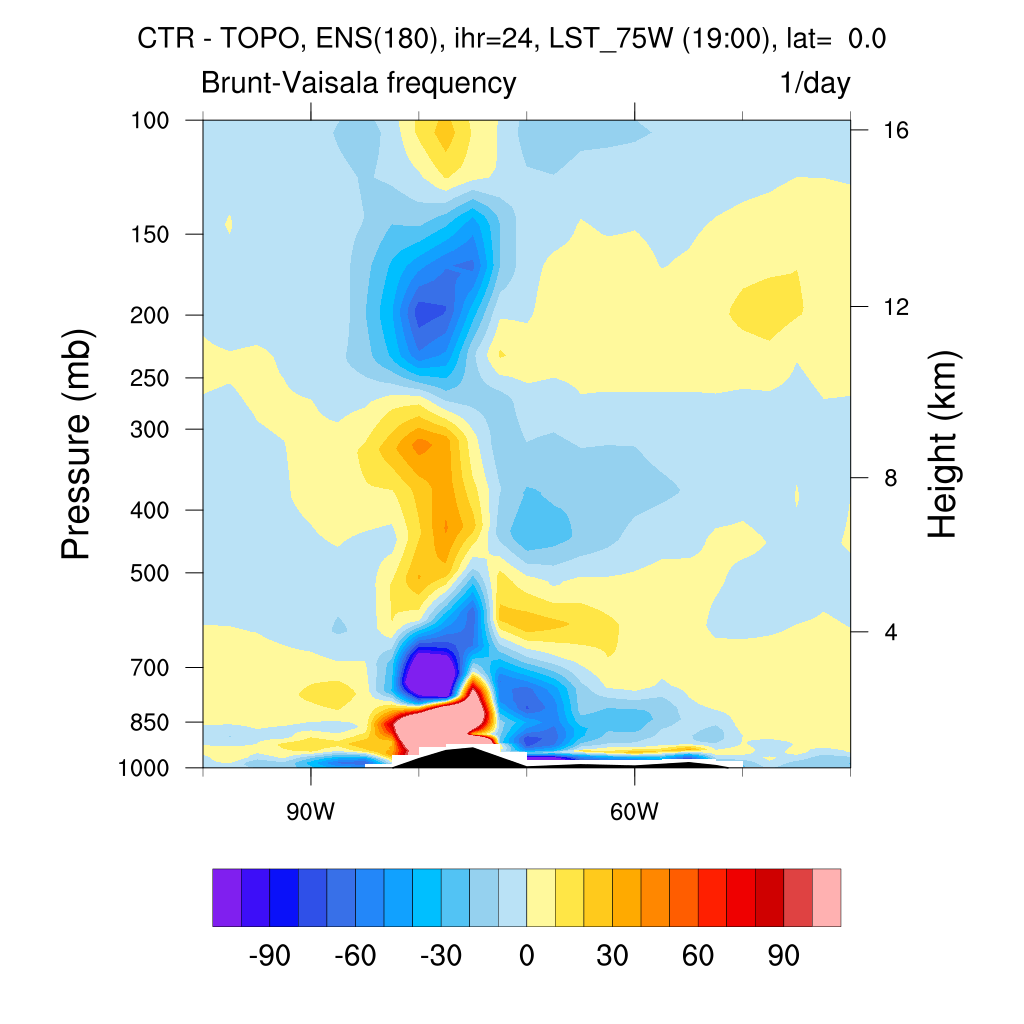 CTR - TOPO, ENS(180), ihr=24, LST_75W (19:00), lat=  0.0
Brunt-Vaisala frequency 1/day
100
150
200
250
300
400
500
700
850
1000
Pressure (mb)
16
12
8
4
Height (km)
90W 60W
-90 -60 -30 0 30 60 90